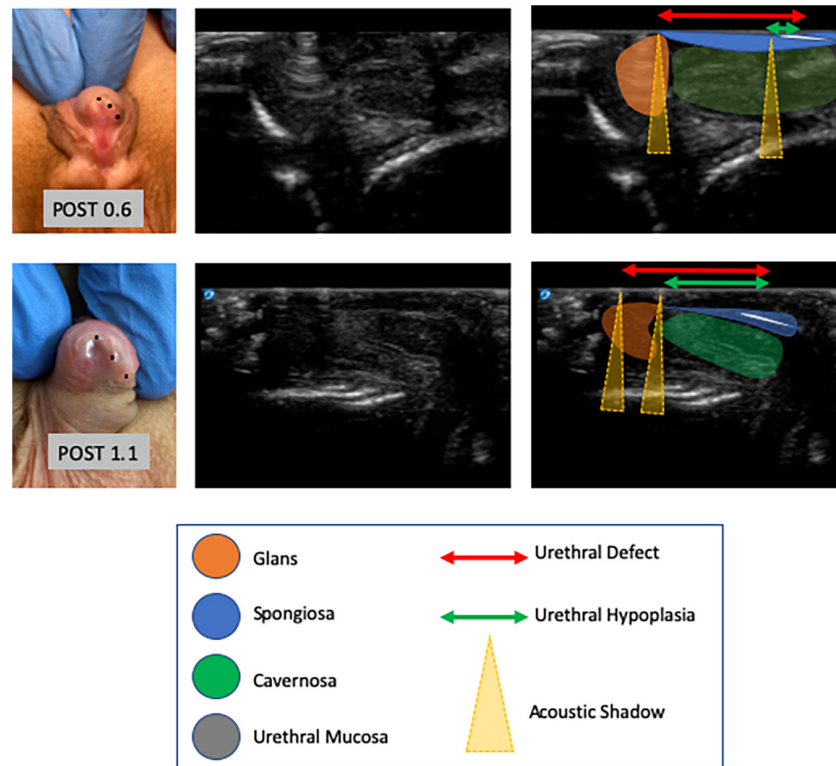 POST 0.6
POST 1.1
Glans
Urethral Defect
Spongiosa
Urethral Hypoplasia
Cavernosa
Acoustic Shadow
Urethral Mucosa